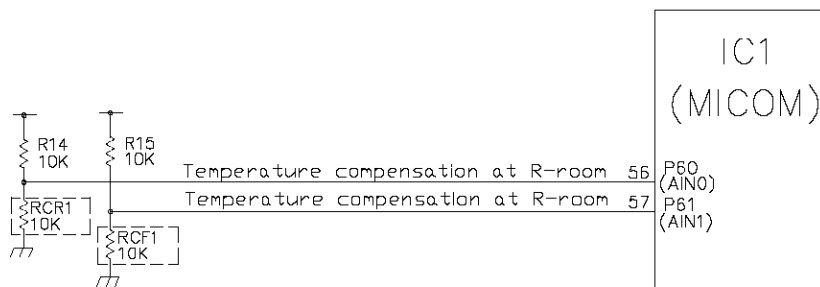 IC1
(MICOM)
R14
10K
R15
10K
Temperature compensation at R-room 56 P60
(AIN0)
Temperature compensation at R-room 57 P61
(AIN1)
RCR1
10K
RCF1
10K